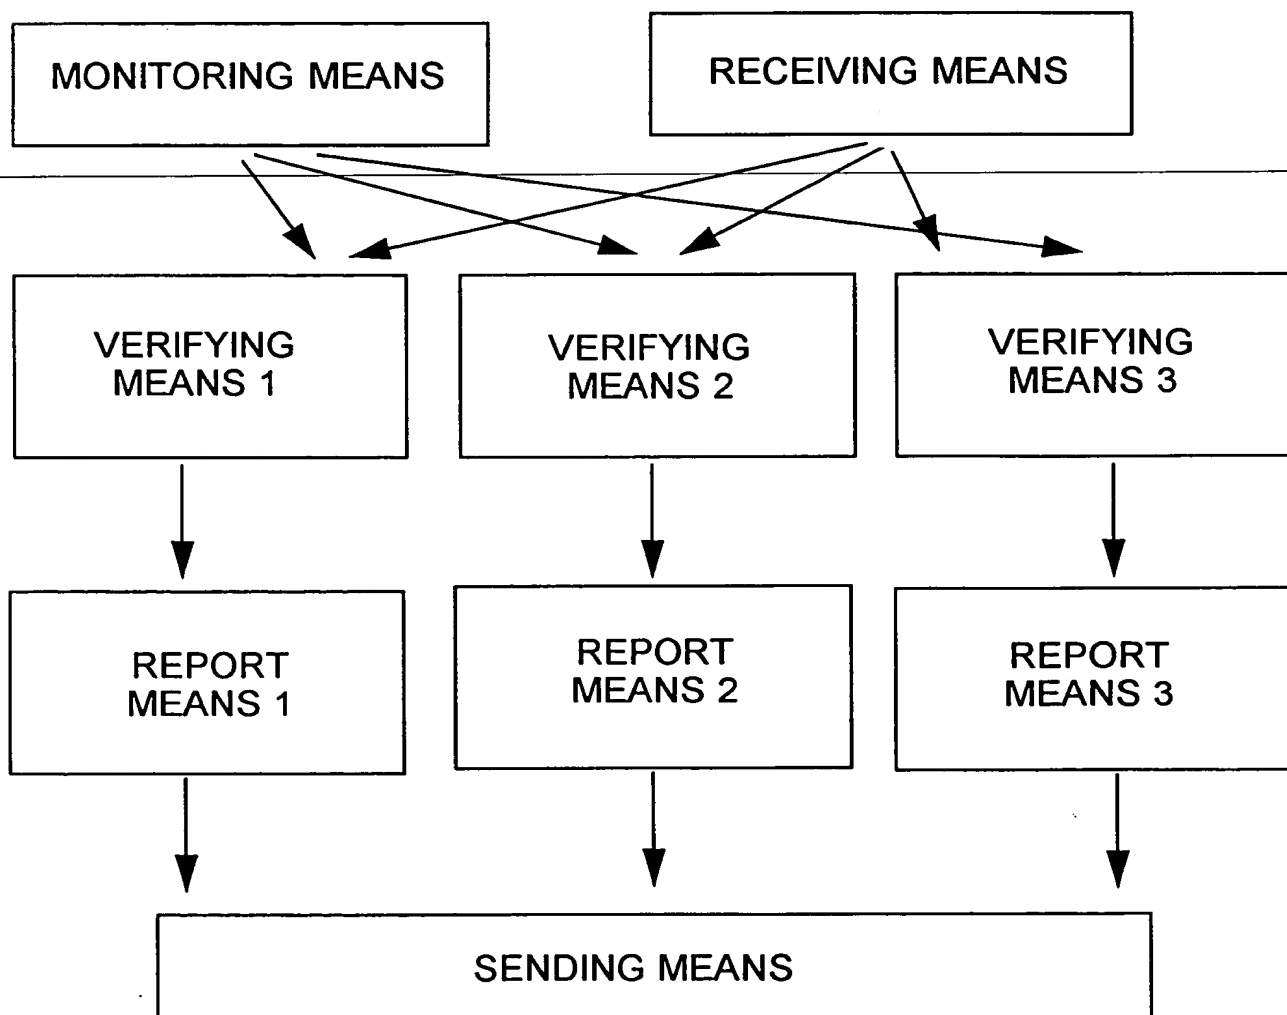 MONITORING MEANS
RECEIVING MEANS
VERIFYING
MEANS 1
VERIFYING
MEANS 2
VERIFYING
MEANS 3
REPORT
MEANS 1
REPORT
MEANS 2
REPORT
MEANS 3
SENDING MEANS